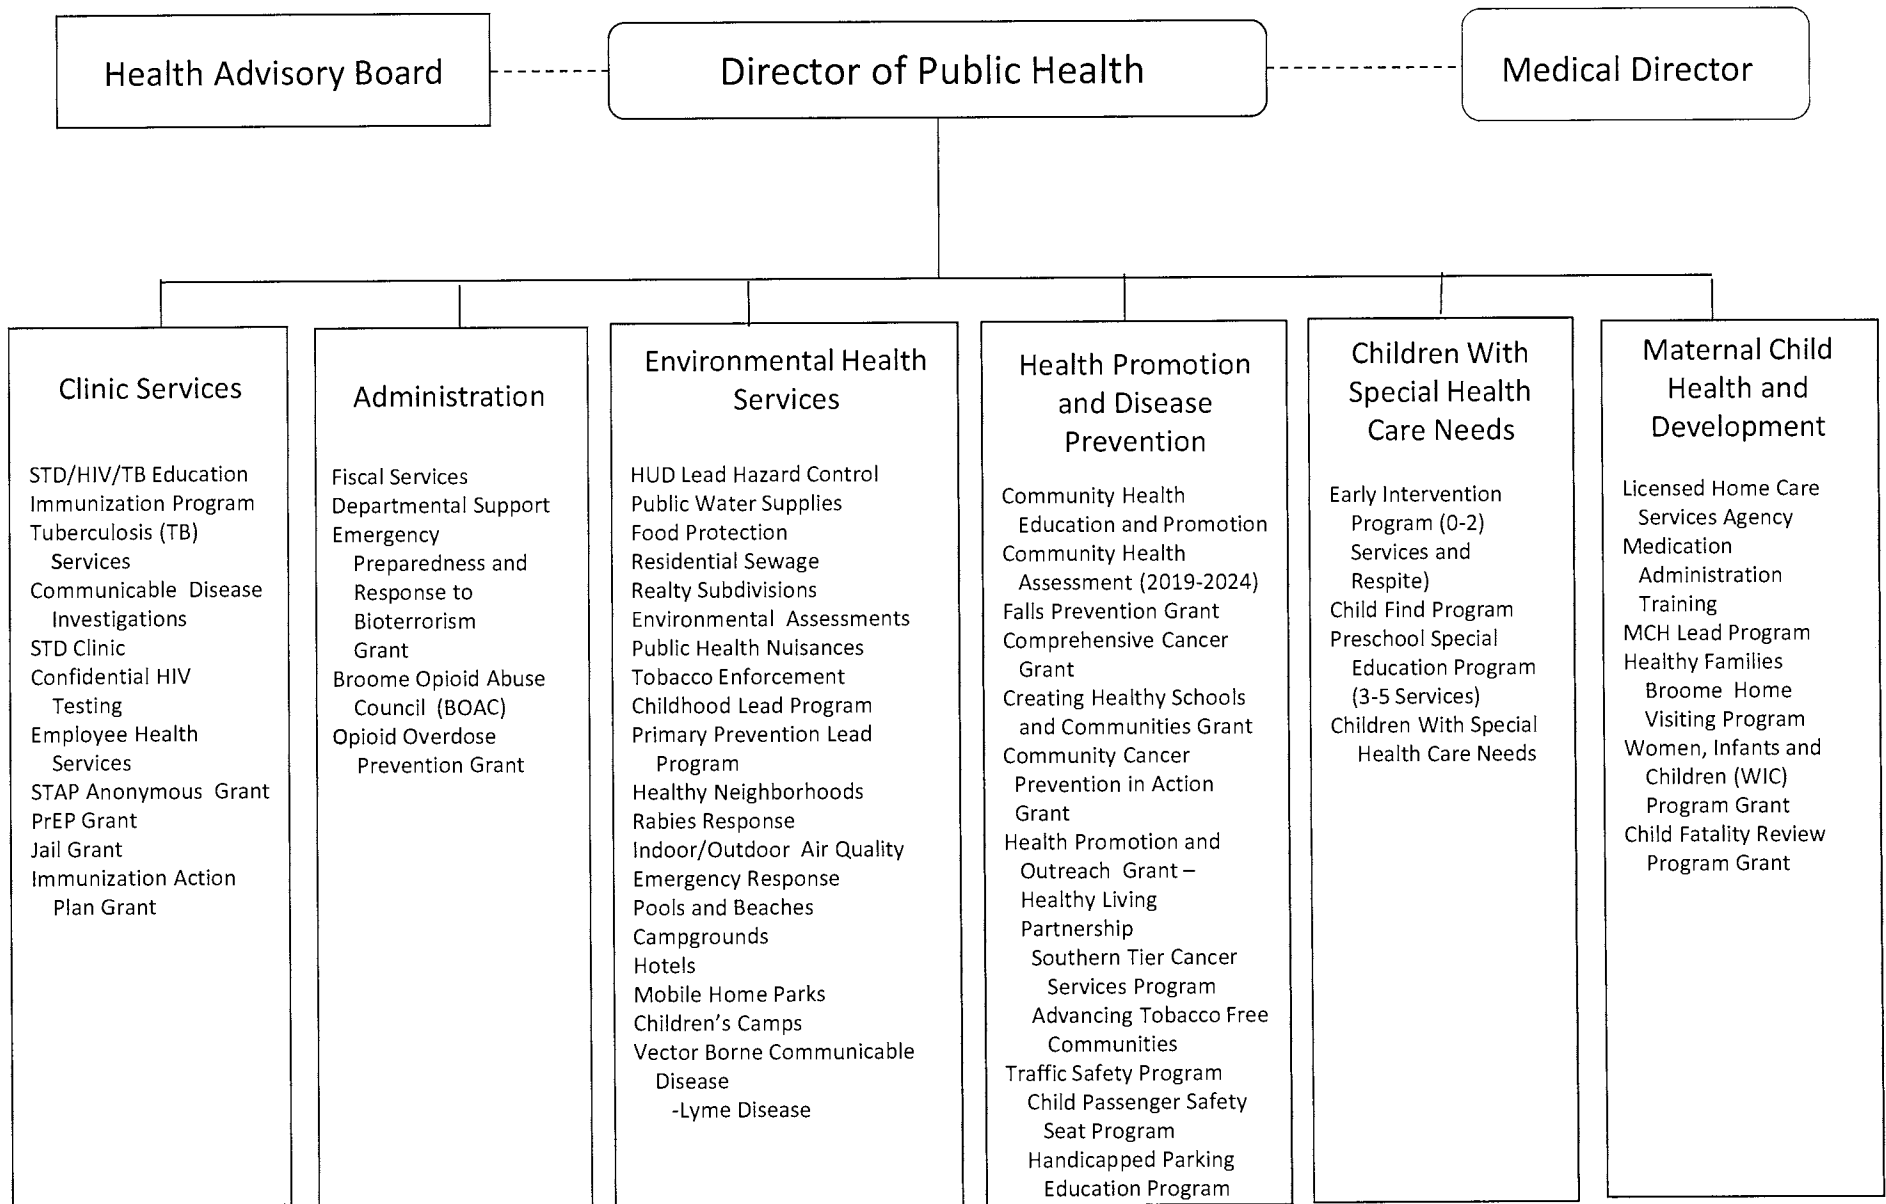 Health Advisory Board
Director of Public Health
Medical Director
Clinic Services
STD/HIV/TB Education
Immunization Program
Tuberculosis (TB)
Services
Communicable Disease
Investigations
STD Clinic
Confidential HIV
Testing
Employee Health
Services
STAP Anonymous Grant
PrEP Grant
Jail Grant
Immunization Action
Plan Grant
Administration
Fiscal Services
Departmental Support
Emergency
Preparedness and
Response to
Bioterrorism
Grant
Broome Opioid Abuse
Council (BOAC)
Opioid Overdose
Prevention Grant
Environmental Health
Services
HUD Lead Hazard Control
Public Water Supplies
Food Protection
Residential Sewage
Realty Subdivisions
Environmental Assessments
Public Health Nuisances
Tobacco Enforcement
Childhood Lead Program
Primary Prevention Lead
Program
Healthy Neighborhoods
Rabies Response
Indoor/Outdoor Air Quality
Emergency Response
Pools and Beaches
Campgrounds
Hotels
Mobile Home Parks
Children's Camps
Vector Borne Communicable
Disease
-Lyme Disease
Health Promotion
and Disease
Prevention
Community Health
Education and Promotion
Community Health
Assessment (2019-2024)
Falls Prevention Grant
Comprehensive Cancer
Grant
Creating Healthy Schools
and Communities Grant
Community Cancer
Prevention in Action
Grant
Health Promotion and
Outreach Grant –
Healthy Living
Partnership
Southern Tier Cancer
Services Program
Advancing Tobacco Free
Communities
Traffic Safety Program
Child Passenger Safety
Seat Program
Handicapped Parking
Education Program
Children With
Special Health
Care Needs
Early Intervention
Program (0-2)
Services and
Respite)
Child Find Program
Preschool Special
Education Program
(3-5 Services)
Children With Special
Health Care Needs
Maternal Child
Health and
Development
Licensed Home Care
Services Agency
Medication
Administration
Training
MCH Lead Program
Healthy Families
Broome Home
Visiting Program
Women, Infants and
Children (WIC)
Program Grant
Child Fatality Review
Program Grant